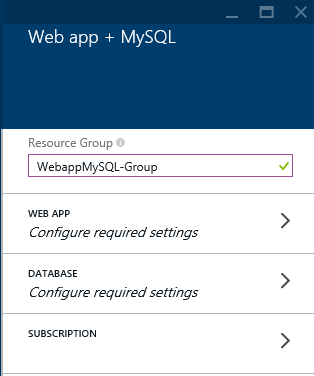 Web app + MySQL
Resource Group
WebappMySQL-Group
WEB APP
Configure required settings
DATABASE
Configure required settings
SUBSCRIPTION